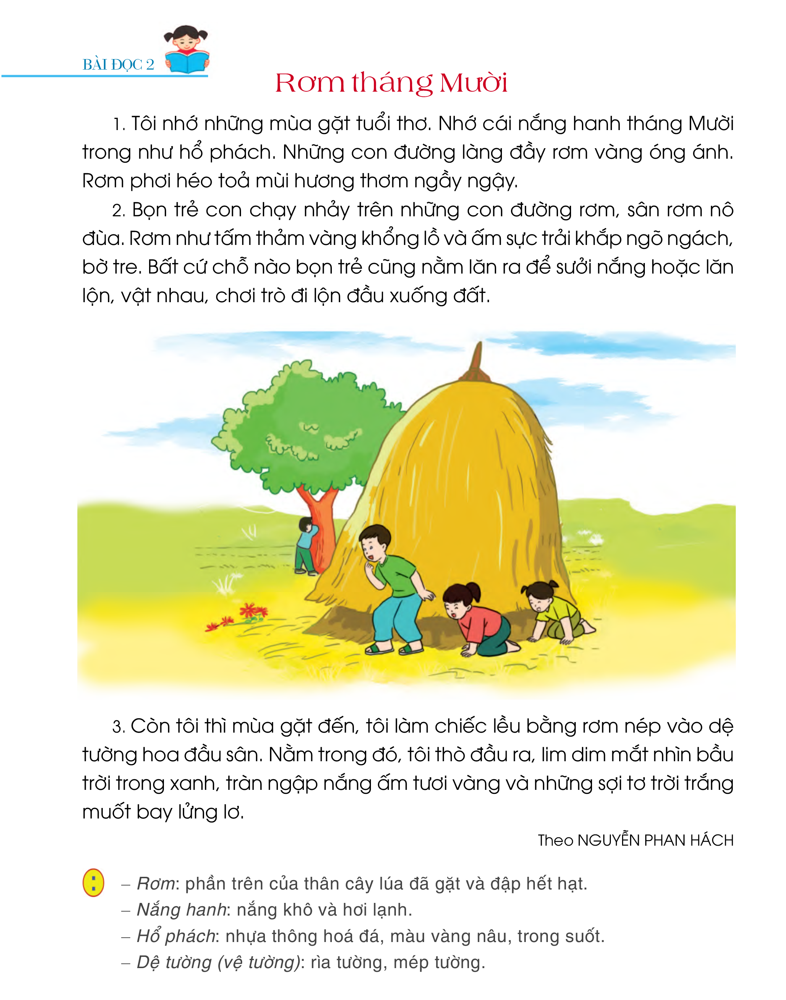 BÀI ĐỌC 2
Rơm tháng Mười
1. Tôi nhớ những mùa gặt tuổi thơ. Nhớ cái nắng hanh tháng Mười
trong như hổ phách. Những con đường làng đầy rơm vàng óng ánh.
Rơm phơi héo toả mùi hương thơm ngầy ngậy.
2. Bọn trẻ con chạy nhảy trên những con đường rơm, sân rơm nô
đùa. Rơm như tấm thảm vàng khổng lồ và ấm sực trải khắp ngõ ngách,
bờ tre. Bất cứ chỗ nào bọn trẻ cũng nằm lăn ra để sưởi nắng hoặc lăn
lộn, vật nhau, chơi trò đi lộn đầu xuống đất.
3. Còn tôi thì mùa gặt đến, tôi làm chiếc lều bằng rơm nép vào dệ
tường hoa đầu sân. Nằm trong đó, tôi thò đầu ra, lim dim mắt nhìn bầu
trời trong xanh, tràn ngập nắng ấm tươi vàng và những sợi tơ trời trắng
muốt bay lửng lơ.
Theo NGUYỄN PHAN HÁCH
– Rơm: phần trên của thân cây lúa đã gặt và đập hết hạt.
– Nắng hanh: nắng khô và hơi lạnh.
– Hổ phách: nhựa thông hoá đá, màu vàng nâu, trong suốt.
– Dệ tường (vệ tường): rìa tường, mép tường.